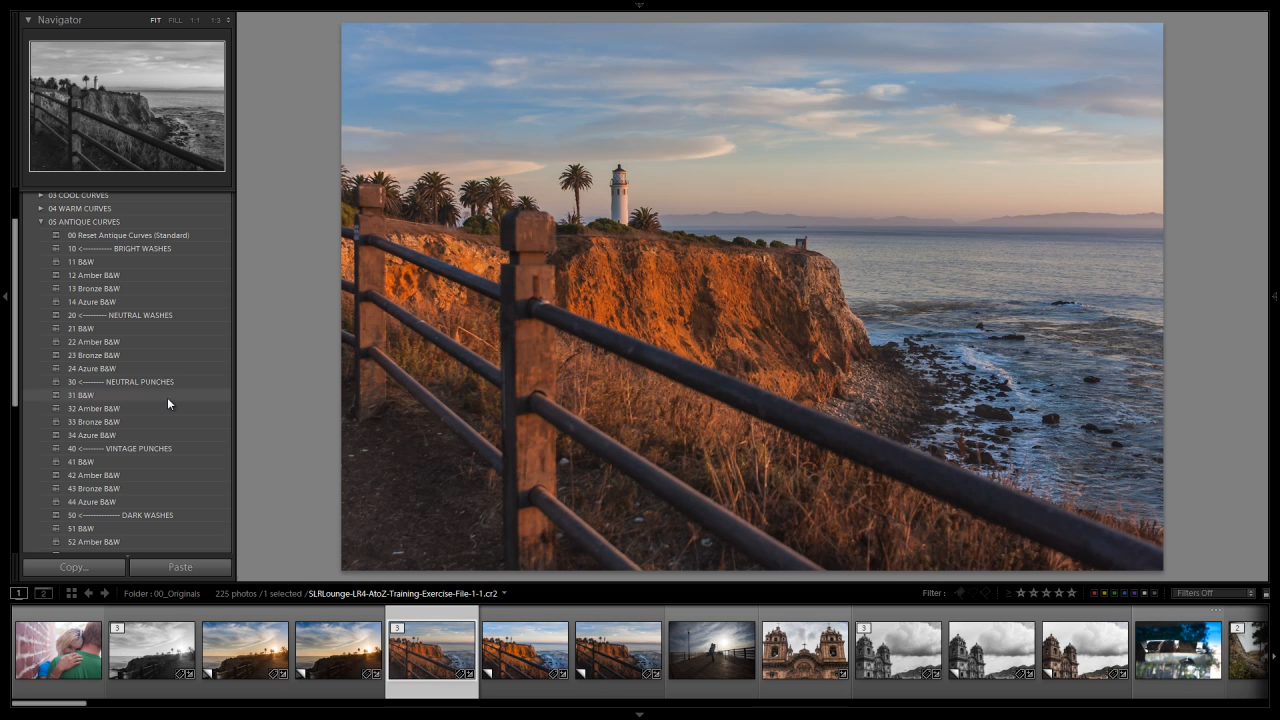 Navigator FIT FILL 1:1 1:3
03 COOL CURVES
04 WARM CURVES
05 ANTIQUE CURVES
00 Reset Antique Curves (Standard)
10 <------------ BRIGHT WASHES
11 B&W
12 Amber B&W
13 Bronze B&W
14 Azure B&W
20 <---------- NEUTRAL WASHES
21 B&W
22 Amber B&W
23 Bronze B&W
24 Azure B&W
30 <--------- NEUTRAL PUNCHES
31 B&W
32 Amber B&W
33 Bronze B&W
34 Azure B&W
40 <--------- VINTAGE PUNCHES
41 B&W
42 Amber B&W
43 Bronze B&W
44 Azure B&W
50 <---------------- DARK WASHES
51 B&W
52 Amber B&W
Copy... Paste
1 2 Folder : 00_Originals 225 photos /1 selected /SLRLounge-LR4-AtoZ-Training-Exercise-File-1-1.cr2 Filter : Filters Off
3 3 3 2